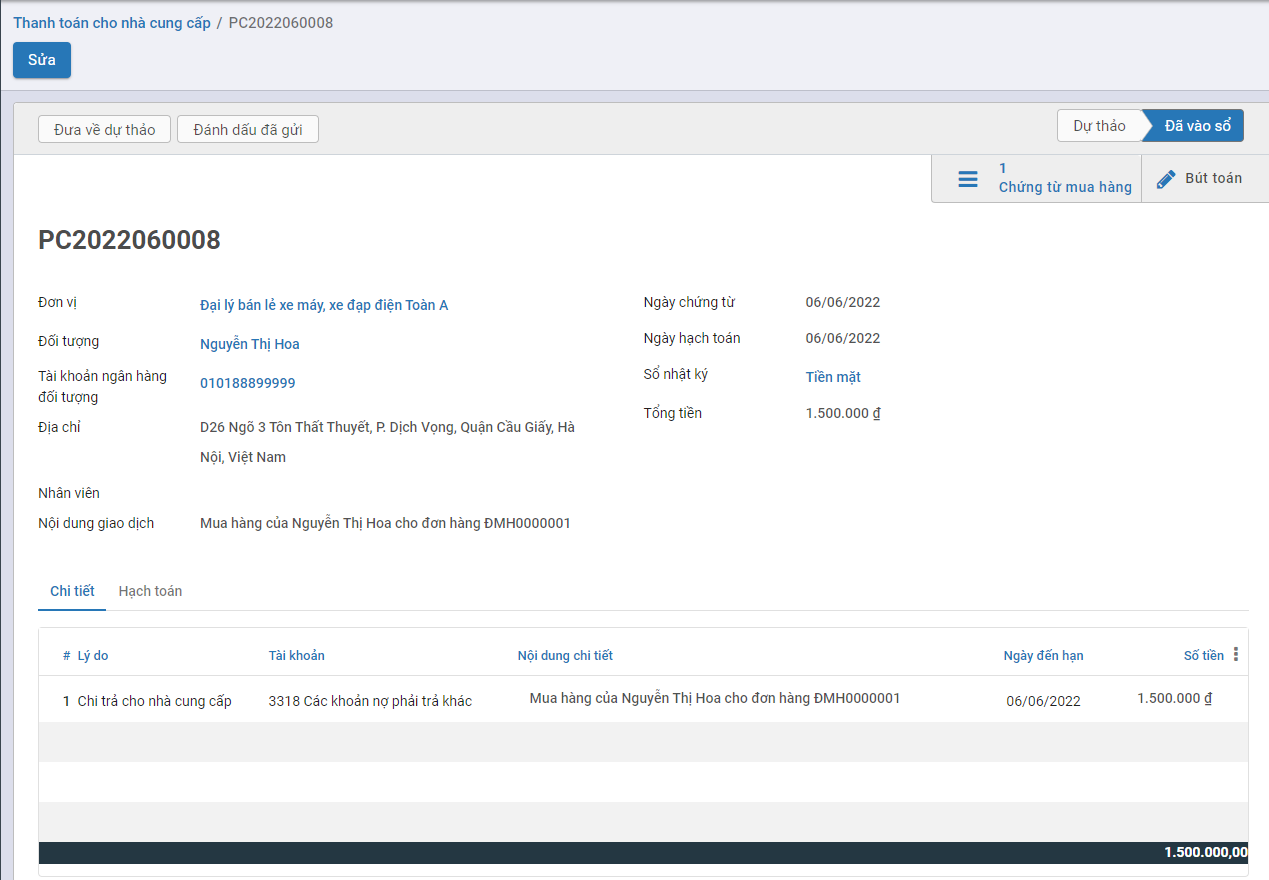 Thanh toán cho nhà cung cấp / PC2022060008
Sửa
Đưa về dự thảo Đánh dấu đã gửi Dự thảo Đã vào sổ
1
Chứng từ mua hàng
Bút toán
PC2022060008
Đơn vị Đại lý bán lẻ xe máy, xe đạp điện Toàn A Ngày chứng từ 06/06/2022
Đối tượng Nguyễn Thị Hoa Ngày hạch toán 06/06/2022
Tài khoản ngân hàng
đối tượng
010188899999 Sổ nhật ký Tiền mặt
Địa chỉ D26 Ngõ 3 Tôn Thất Thuyết, P. Dịch Vọng, Quận Cầu Giấy, Hà
Nội, Việt Nam
Tổng tiền 1.500.000 ₫
Nhân viên
Nội dung giao dịch Mua hàng của Nguyễn Thị Hoa cho đơn hàng ĐMH0000001
Chi tiết Hạch toán
# Lý do Tài khoản Nội dung chi tiết Ngày đến hạn Số tiền
1 Chi trả cho nhà cung cấp 3318 Các khoản nợ phải trả khác Mua hàng của Nguyễn Thị Hoa cho đơn hàng ĐMH0000001 06/06/2022 1.500.000 ₫
1.500.000,00